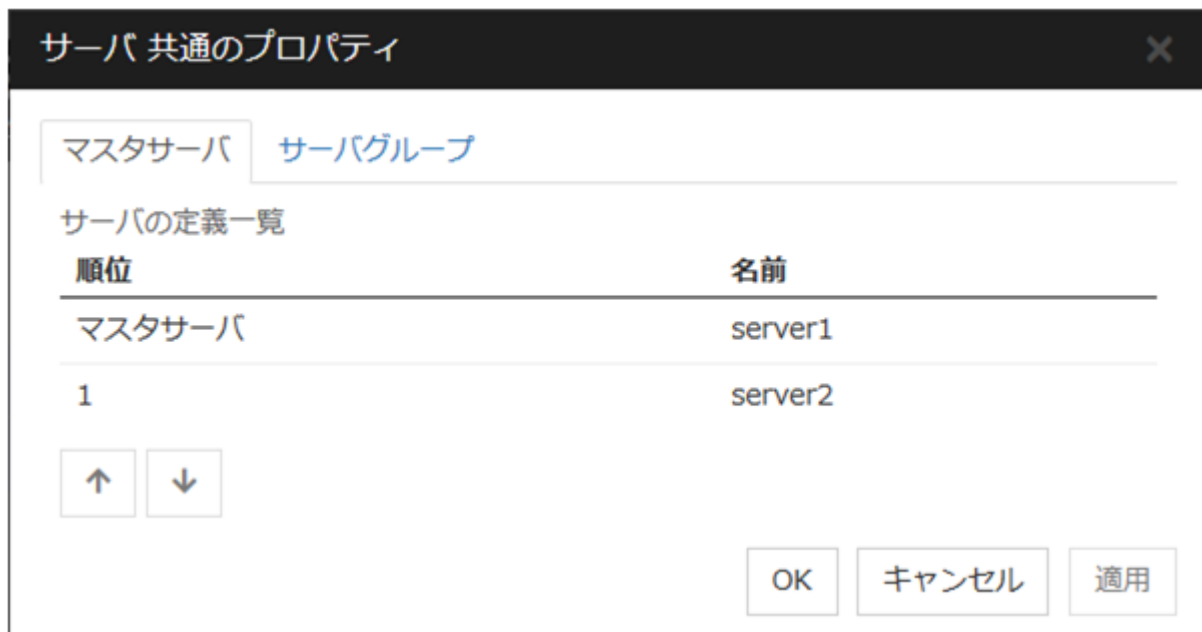 サーバ 共通のプロパティ
マスタサーバ サーバグループ
サーバの定義一覧
順位 名前
マスタサーバ server1
1 server2
OK キャンセル 適用